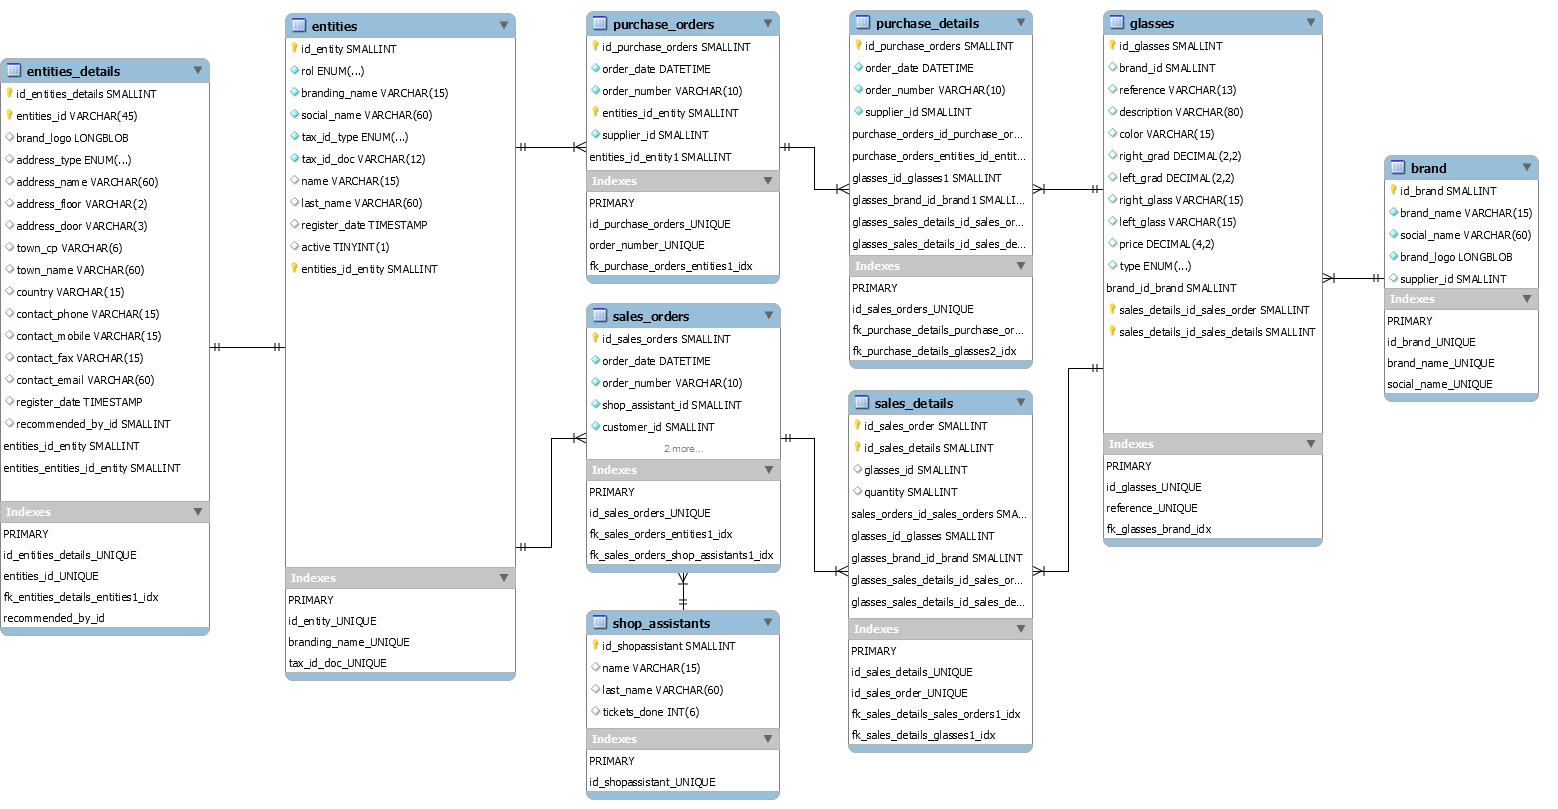 entities_details
id_entities_details SMALLINT
entities_id VARCHAR(45)
brand_logo LONGBLOB
address_type ENUM(...)
address_name VARCHAR(60)
address_floor VARCHAR(2)
address_door VARCHAR(3)
town_cp VARCHAR(6)
town_name VARCHAR(60)
country VARCHAR(15)
contact_phone VARCHAR(15)
contact_mobile VARCHAR(15)
contact_fax VARCHAR(15)
contact_email VARCHAR(60)
register_date TIMESTAMP
recommended_by_id SMALLINT
entities_id_entity SMALLINT
entities_entities_id_entity SMALLINT
Indexes
PRIMARY
id_entities_details_UNIQUE
entities_id_UNIQUE
fk_entities_details_entities1_idx
recommended_by_id
entities
id_entity SMALLINT
rol ENUM(...)
branding_name VARCHAR(15)
social_name VARCHAR(60)
tax_id_type ENUM(...)
tax_id_doc VARCHAR(12)
name VARCHAR(15)
last_name VARCHAR(60)
register_date TIMESTAMP
active TINYINT(1)
entities_id_entity SMALLINT
Indexes
PRIMARY
id_entity_UNIQUE
branding_name_UNIQUE
tax_id_doc_UNIQUE
purchase_orders
id_purchase_orders SMALLINT
order_date DATETIME
order_number VARCHAR(10)
entities_id_entity SMALLINT
supplier_id SMALLINT
entities_id_entity1 SMALLINT
Indexes
PRIMARY
id_purchase_orders_UNIQUE
order_number_UNIQUE
fk_purchase_orders_entities1_idx
sales_orders
id_sales_orders SMALLINT
order_date DATETIME
order_number VARCHAR(10)
shop_assistant_id SMALLINT
customer_id SMALLINT
2 more...
Indexes
PRIMARY
id_sales_orders_UNIQUE
fk_sales_orders_entities1_idx
fk_sales_orders_shop_assistants1_idx
shop_assistants
id_shopassistant SMALLINT
name VARCHAR(15)
last_name VARCHAR(60)
tickets_done INT(6)
Indexes
PRIMARY
id_shopassistant_UNIQUE
purchase_details
id_purchase_orders SMALLINT
order_date DATETIME
order_number VARCHAR(10)
supplier_id SMALLINT
purchase_orders_id_purchase_or...
purchase_orders_entities_id_entit...
glasses_id_glasses1 SMALLINT
glasses_brand_id_brand1 SMALLI...
glasses_sales_details_id_sales_or...
glasses_sales_details_id_sales_de...
Indexes
PRIMARY
id_sales_orders_UNIQUE
fk_purchase_details_purchase_or...
fk_purchase_details_glasses2_idx
sales_details
id_sales_order SMALLINT
id_sales_details SMALLINT
glasses_id SMALLINT
quantity SMALLINT
sales_orders_id_sales_orders SMA...
glasses_id_glasses SMALLINT
glasses_brand_id_brand SMALLINT
glasses_sales_details_id_sales_or...
glasses_sales_details_id_sales_de...
Indexes
PRIMARY
id_sales_details_UNIQUE
id_sales_order_UNIQUE
fk_sales_details_sales_orders1_idx
fk_sales_details_glasses1_idx
glasses
id_glasses SMALLINT
brand_id SMALLINT
reference VARCHAR(13)
description VARCHAR(80)
color VARCHAR(15)
right_grad DECIMAL(2,2)
left_grad DECIMAL(2,2)
right_glass VARCHAR(15)
left_glass VARCHAR(15)
price DECIMAL(4,2)
type ENUM(...)
brand_id_brand SMALLINT
sales_details_id_sales_order SMALLINT
sales_details_id_sales_details SMALLINT
Indexes
PRIMARY
id_glasses_UNIQUE
reference_UNIQUE
fk_glasses_brand_idx
brand
id_brand SMALLINT
brand_name VARCHAR(15)
social_name VARCHAR(60)
brand_logo LONGBLOB
supplier_id SMALLINT
Indexes
PRIMARY
id_brand_UNIQUE
brand_name_UNIQUE
social_name_UNIQUE